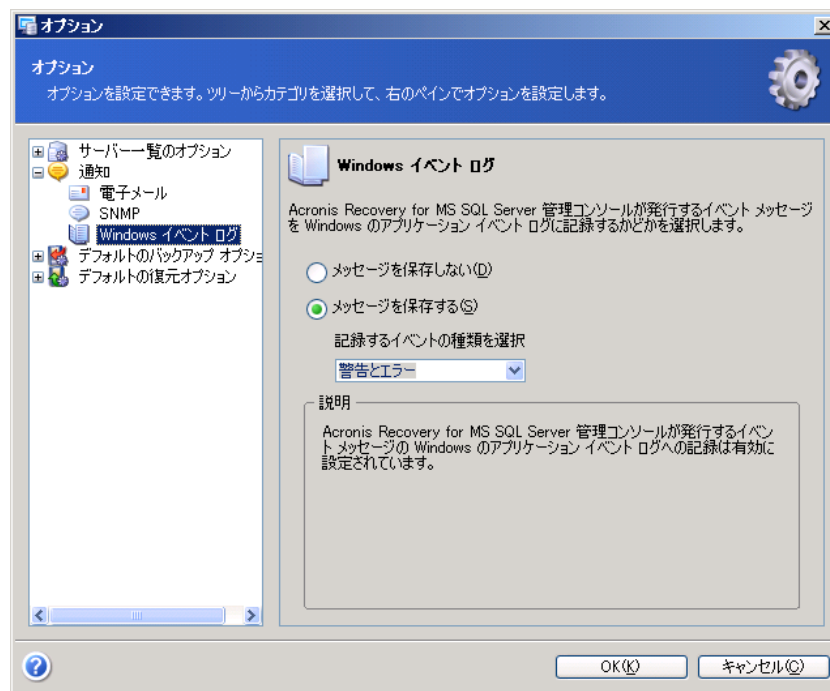 オプション
オプション
オプションを設定できます。ツリーからカテゴリを選択して、右のペインでオプションを設定します。
サーバー一覧のオプション
通知
電子メール
SNMP
Windows イベント ログ
デフォルトのバックアップ オプショ
デフォルトの復元オプション
Windows イベント ログ
Acronis Recovery for MS SQL Server 管理コンソールが発行するイベント メッセージ
を Windows のアプリケーション イベント ログに記録するかどかを選択します。
メッセージを保存しない(D)
メッセージを保存する(S)
記録するイベントの種類を選択
警告とエラー
説明
Acronis Recovery for MS SQL Server 管理コンソールが発行するイベン
ト メッセージの Windows のアプリケーション イベント ログへの記録は有効に
設定されています。
OK(K)
キャンセル(C)